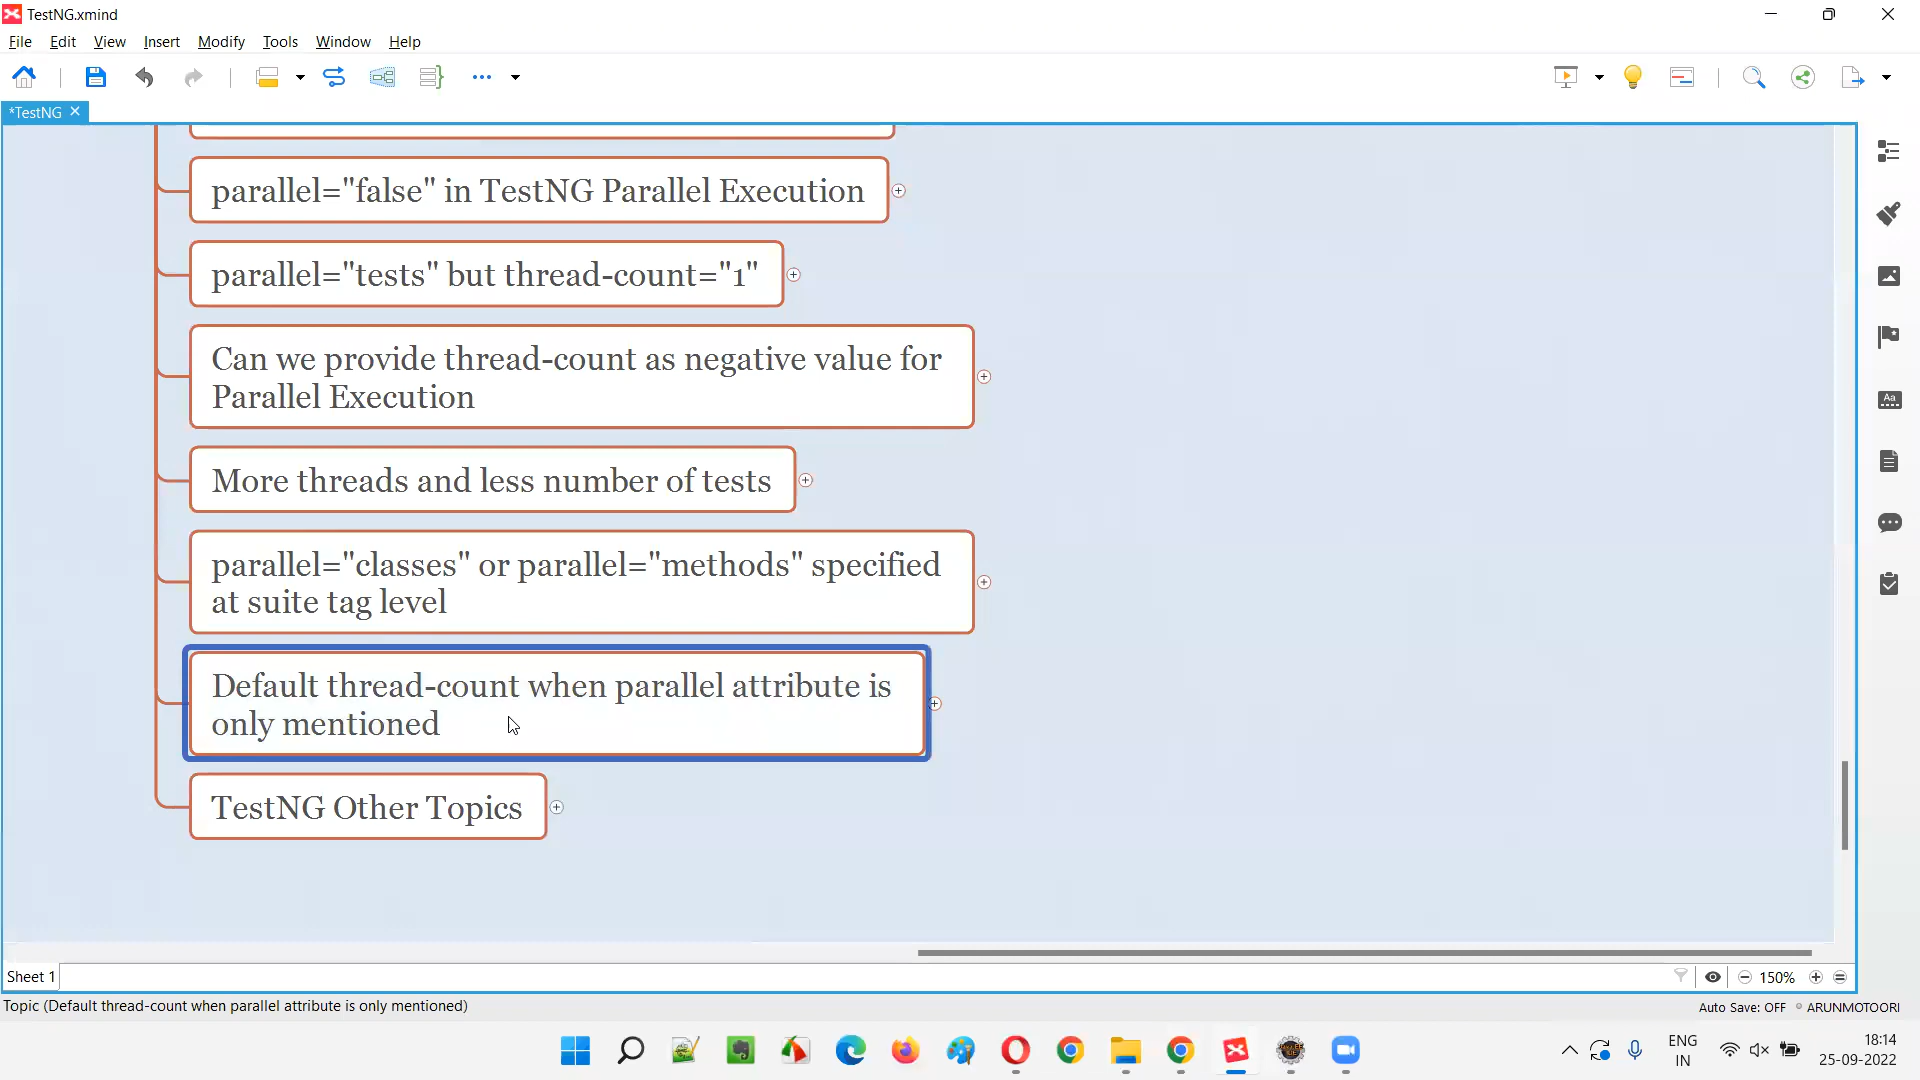 TestNG.xmind
File Edit View Insert Modify Tools Window Help
*TestNG
parallel="false" in TestNG Parallel Execution
parallel="tests" but thread-count="1"
Can we provide thread-count as negative value for
Parallel Execution
More threads and less number of tests
parallel="classes" or parallel="methods" specified
at suite tag level
Default thread-count when parallel attribute is
only mentioned
TestNG Other Topics
Aa
Sheet 1
150%
Topic (Default thread-count when parallel attribute is only mentioned)
Auto Save: OFF
ARUNMOTOORI
ENG
IN
18:14
25-09-2022